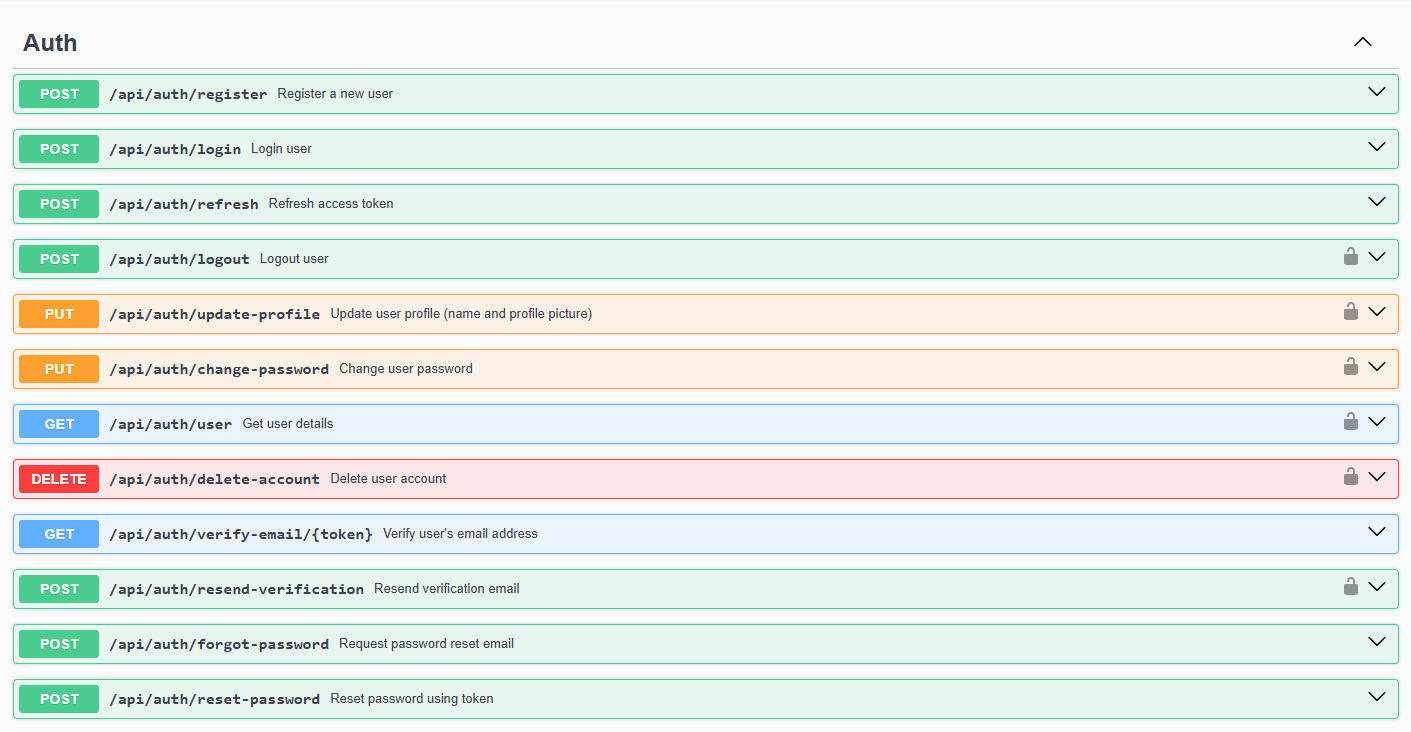 Auth
POST /api/auth/register Register a new user
POST /api/auth/login Login user
POST /api/auth/refresh Refresh access token
POST /api/auth/logout Logout user
PUT /api/auth/update-profile Update user profile (name and profile picture)
PUT /api/auth/change-password Change user password
GET /api/auth/user Get user details
DELETE /api/auth/delete-account Delete user account
GET /api/auth/verify-email/{token} Verify user's email address
POST /api/auth/resend-verification Resend verification email
POST /api/auth/forgot-password Request password reset email
POST /api/auth/reset-password Reset password using token